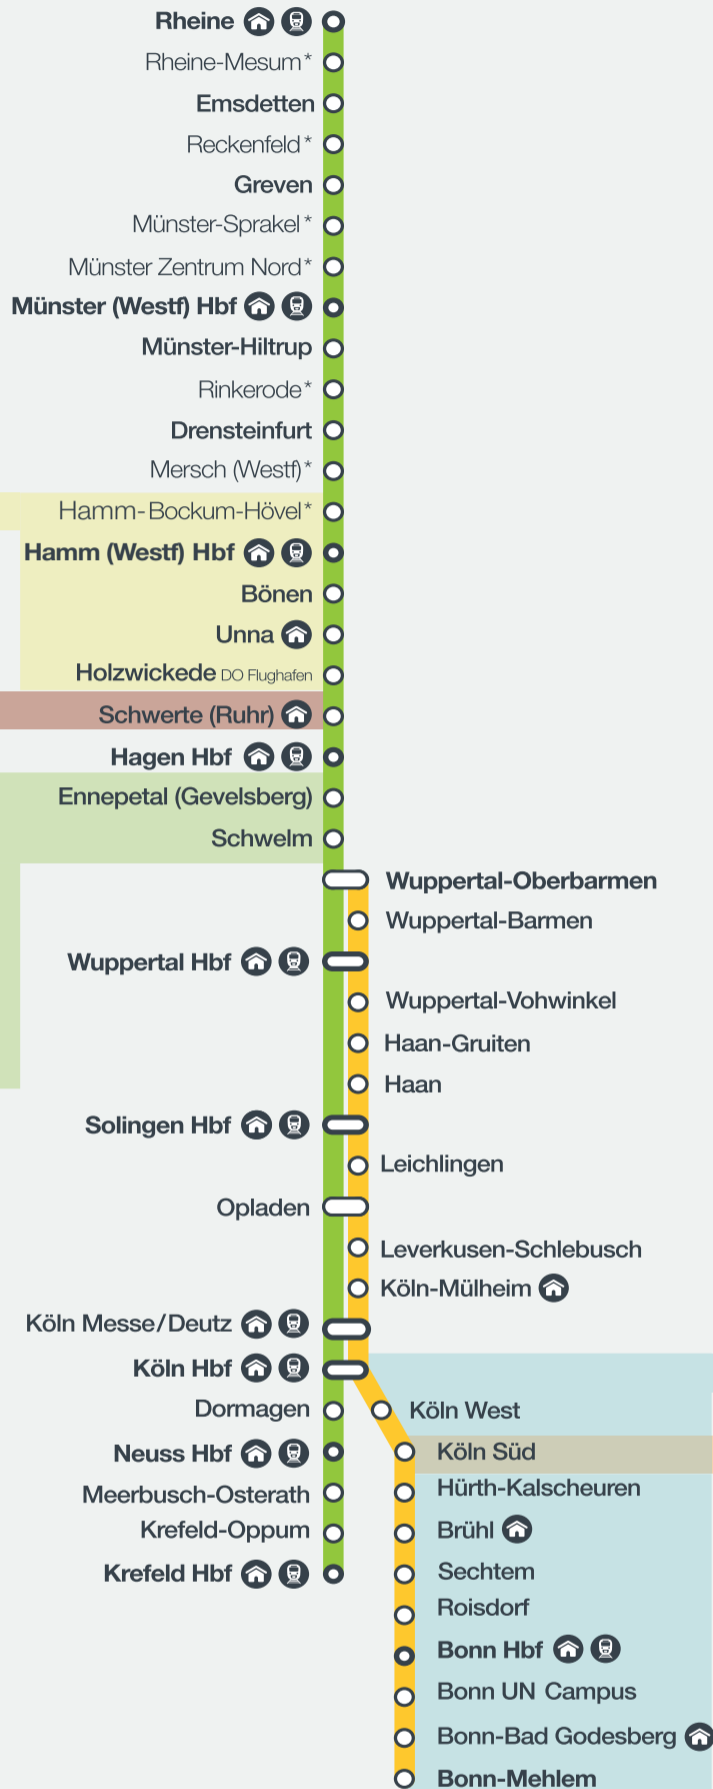 Rheine
Rheine-Mesum*
Emsdetten
Reckenfeld*
Greven
Münster-Sprakel*
Münster Zentrum Nord*
Münster (Westf) Hbf
Münster-Hiltrup
Rinkerode*
Drensteinfurt
Mersch (Westf)*
Hamm-Bockum-Hövel*
Hamm (Westf) Hbf
Bönen
Unna
Holzwickede DO Flughafen
Schwerte (Ruhr)
Hagen Hbf
Ennepetal (Gevelsberg)
Schwelm
Wuppertal-Oberbarmen
Wuppertal-Barmen
Wuppertal Hbf
Wuppertal-Vohwinkel
Haan-Gruiten
Haan
Solingen Hbf
Leichlingen
Opladen
Leverkusen-Schlebusch
Köln-Mülheim
Köln Messe/Deutz
Köln Hbf
Dormagen
Köln West
Neuss Hbf
Köln Süd
Meerbusch-Osterath
Hürth-Kalscheuren
Krefeld-Oppum
Brühl
Krefeld Hbf
Sechtem
Roisdorf
Bonn Hbf
Bonn UN Campus
Bonn-Bad Godesberg
Bonn-Mehlem